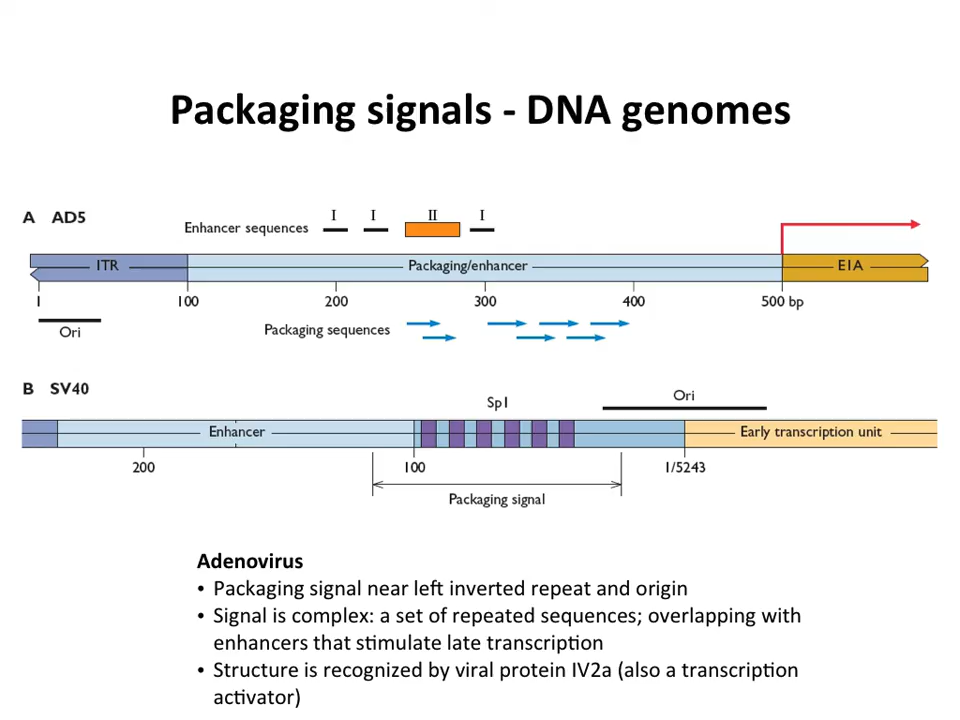 Packaging signals - DNA genomes
A AD5
Enhancer sequences I I II I
ITR Packaging/enhancer E1A
1 100 200 300 400 500 bp
Ori Packaging sequences
B SV40
Sp1 Ori
Enhancer Early transcription unit
200 100 1/5243
Packaging signal
Adenovirus
• Packaging signal near left inverted repeat and origin
• Signal is complex: a set of repeated sequences; overlapping with
enhancers that stimulate late transcription
• Structure is recognized by viral protein IV2a (also a transcription
activator)